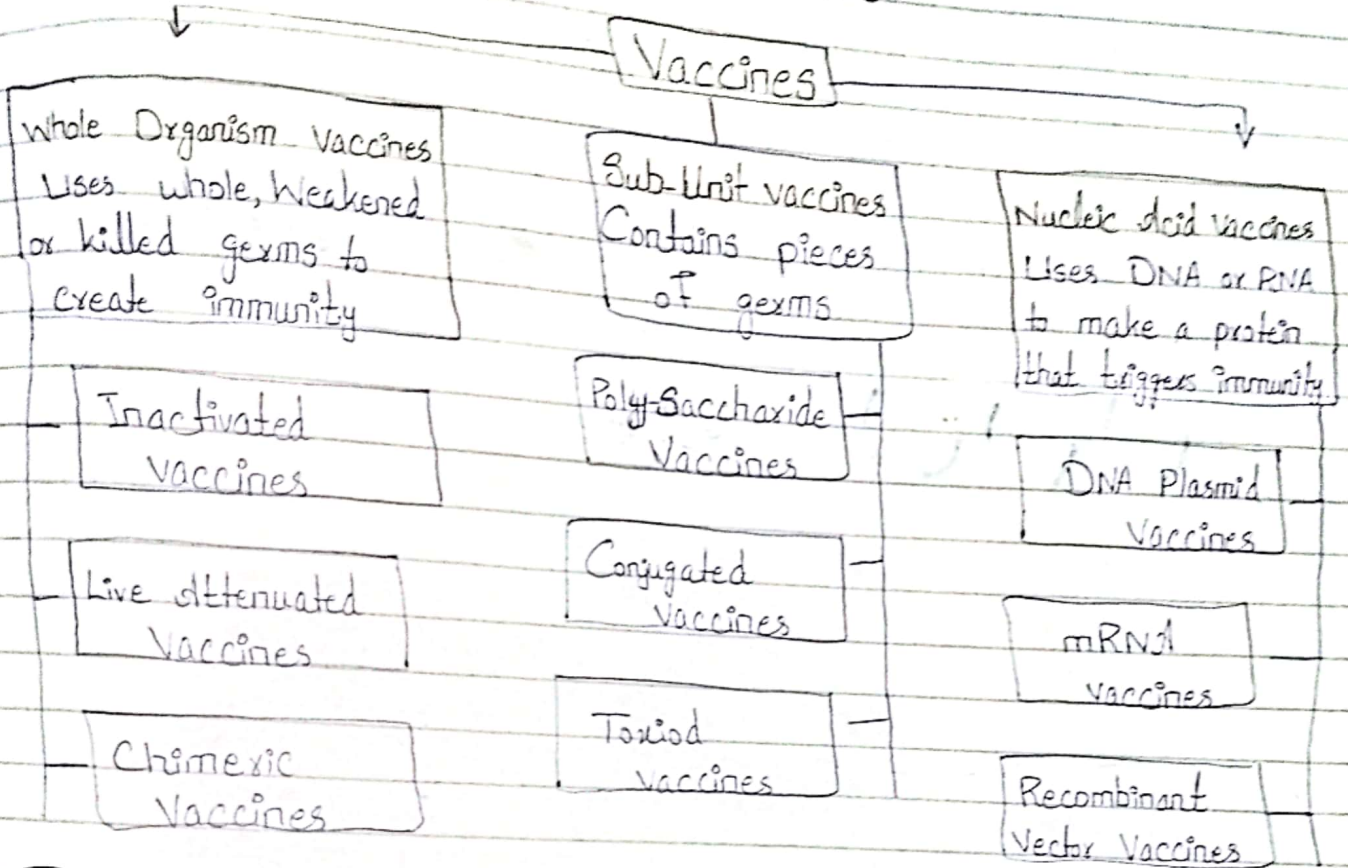 Vaccines
Whole Organism Vaccines
Uses whole, Weakened
or killed germs to
create immunity
Inactivated
Vaccines
Live Attenuated
Vaccines
Chimeric
Vaccines
Sub-Unit vaccines
Contains pieces
of germs
Poly-Saccharide
Vaccines
Conjugated
Vaccines
Toxiod
vaccines
Nucleic Acid Vaccines
Uses DNA or RNA
to make a protein
that triggers immunity
DNA Plasmid
Vaccines
mRNA
vaccines
Recombinant
Vector Vaccines